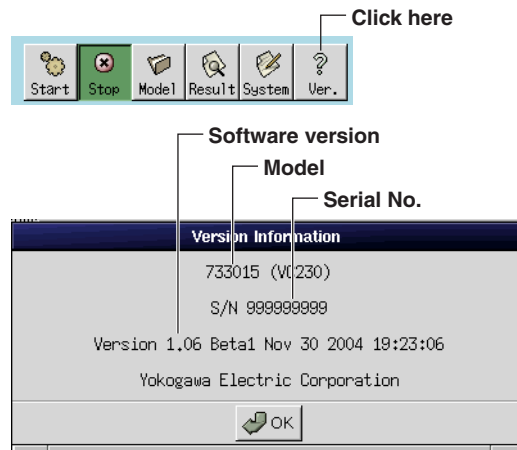 Click here
Start Stop Model Result System Ver.
Software version
Model
Serial No.
Version Information
733015 (VC230)
S/N 999999999
Version 1.06 Beta1 Nov 30 2004 19:23:06
Yokogawa Electric Corporation
OK